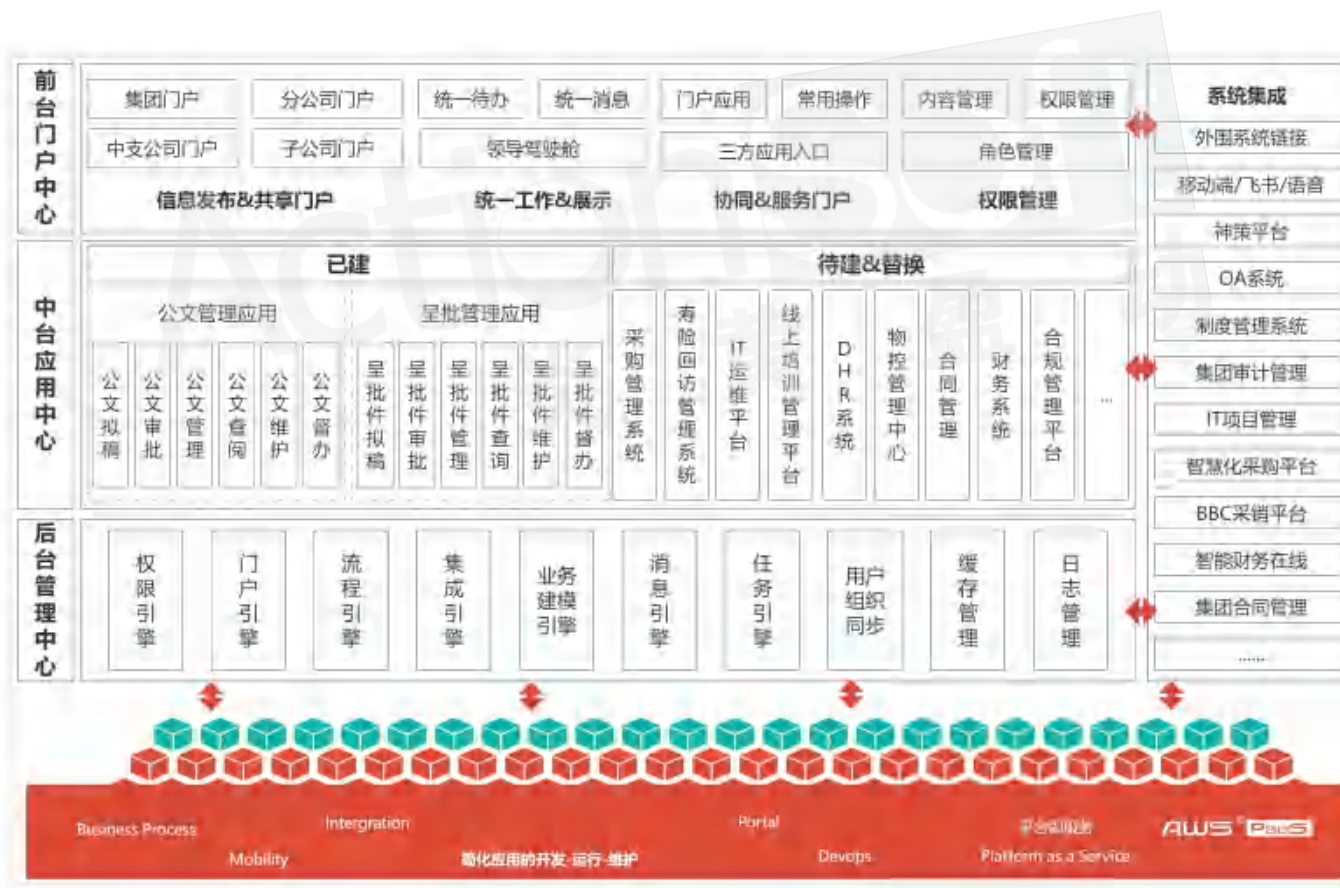 前台门户中心
集团门户
分公司门户
统一待办
统一消息
门户应用
常用操作
内容管理
权限管理
中支公司门户
子公司门户
领导驾驶舱
三方应用入口
角色管理
信息发布&共享门户
统一工作&展示
协同&服务门户
权限管理
中台应用中心
已建
待建&替换
公文管理应用
呈批管理应用
公文拟稿
公文审批
公文管理
公文查阅
公文维护
公文督办
呈批件拟稿
呈批件审批
呈批件管理
呈批件查询
呈批件维护
呈批件督办
采购管理系统
寿险回访管理系统
IT运维平台
线上培训管理平台
DHR系统
物控管理中心
合同管理
财务系统
合规管理平台
...
后台管理中心
权限引擎
门户引擎
流程引擎
集成引擎
业务建模引擎
消息引擎
任务引擎
用户组织同步
缓存管理
日志管理
系统集成
外围系统链接
移动端/飞书/语音
神策平台
OA系统
制度管理系统
集团审计管理
IT项目管理
智慧化采购平台
BBC采销平台
智能财务在线
集团合同管理
......
Business Process
Intergration
Portal
AWS PaaS
Mobility
简化应用的开发-运行-维护
Devops
Platform as a Service
Actionsoft